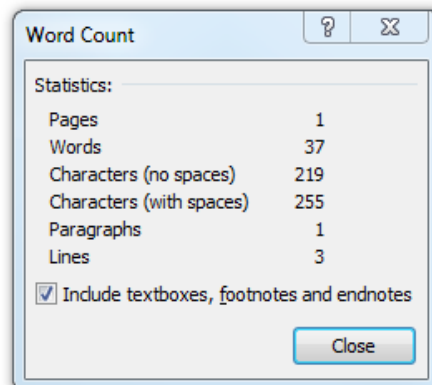 Word Count
Statistics:
Pages 1
Words 37
Characters (no spaces) 219
Characters (with spaces) 255
Paragraphs 1
Lines 3
Include textboxes, footnotes and endnotes
Close